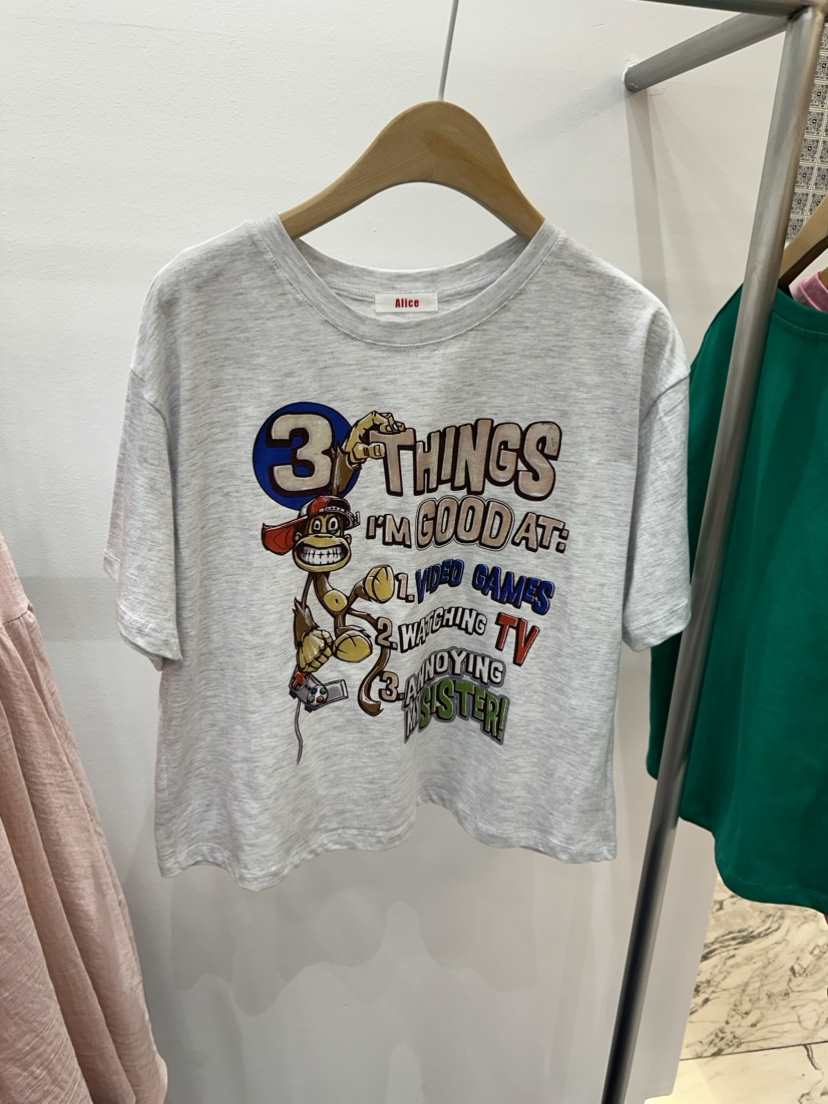 Alice
3 THINGS
I'M GOOD AT:
1. VIDEO GAMES
2. WATCHING TV
3. ANNOYING
MY SISTER!